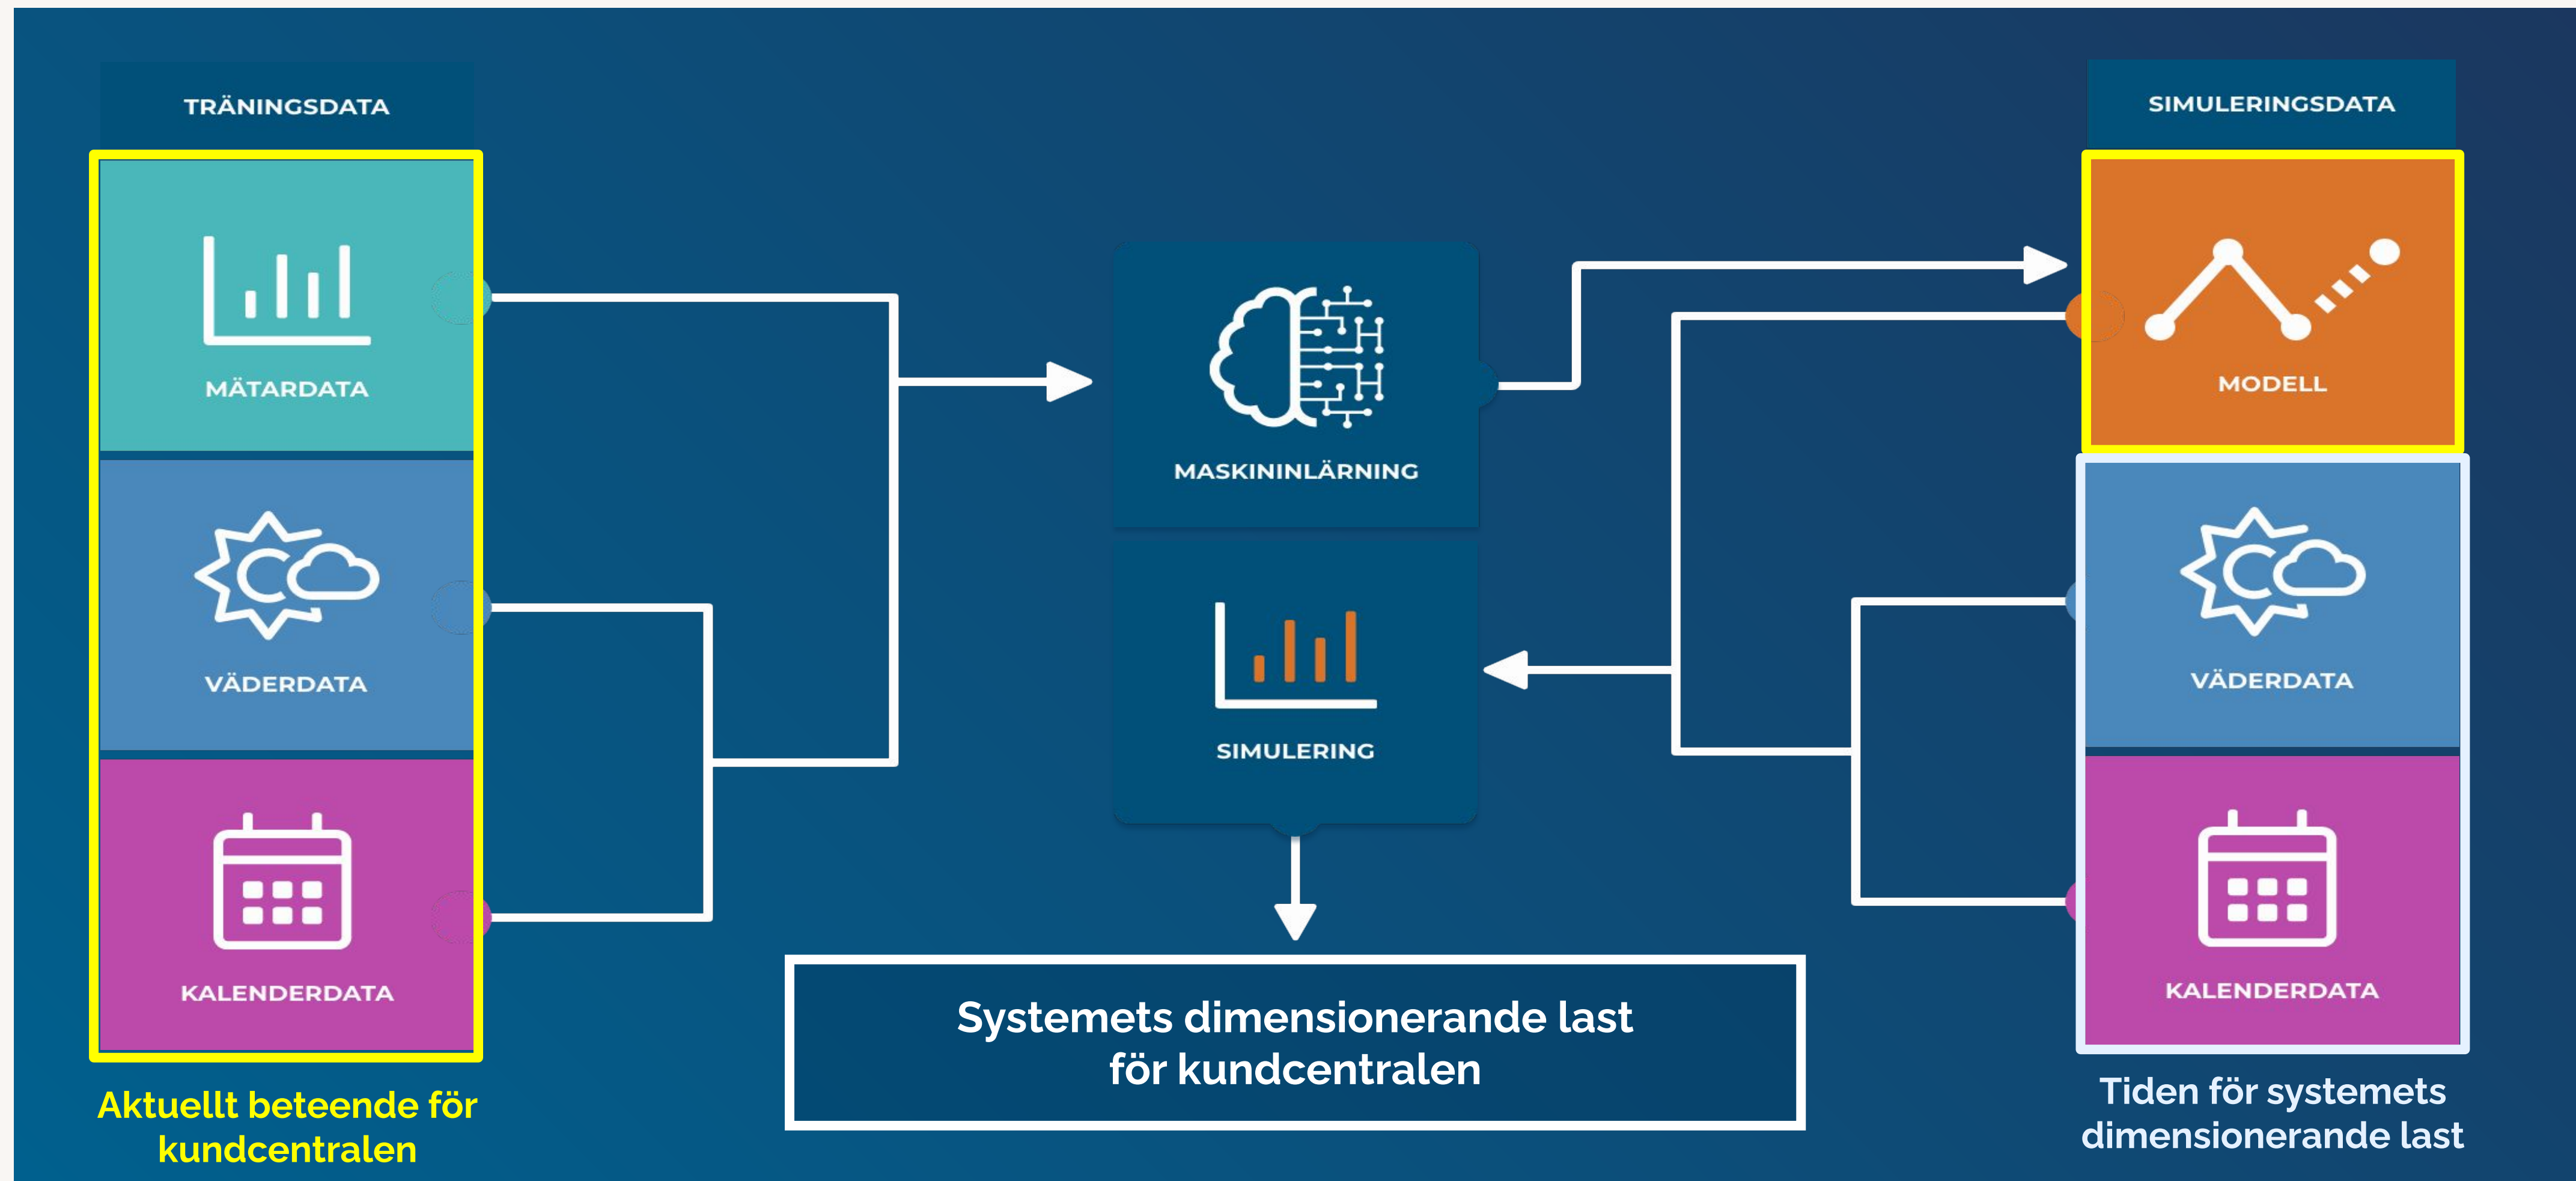 TRÄNINGSDATA
MÄTARDATA
VÄDERDATA
KALENDERDATA
Aktuellt beteende för
kundcentralen
MASKININLÄRNING
SIMULERING
Systemets dimensionerande last
för kundcentralen
SIMULERINGSDATA
MODELL
VÄDERDATA
KALENDERDATA
Tiden för systemets
dimensionerande last